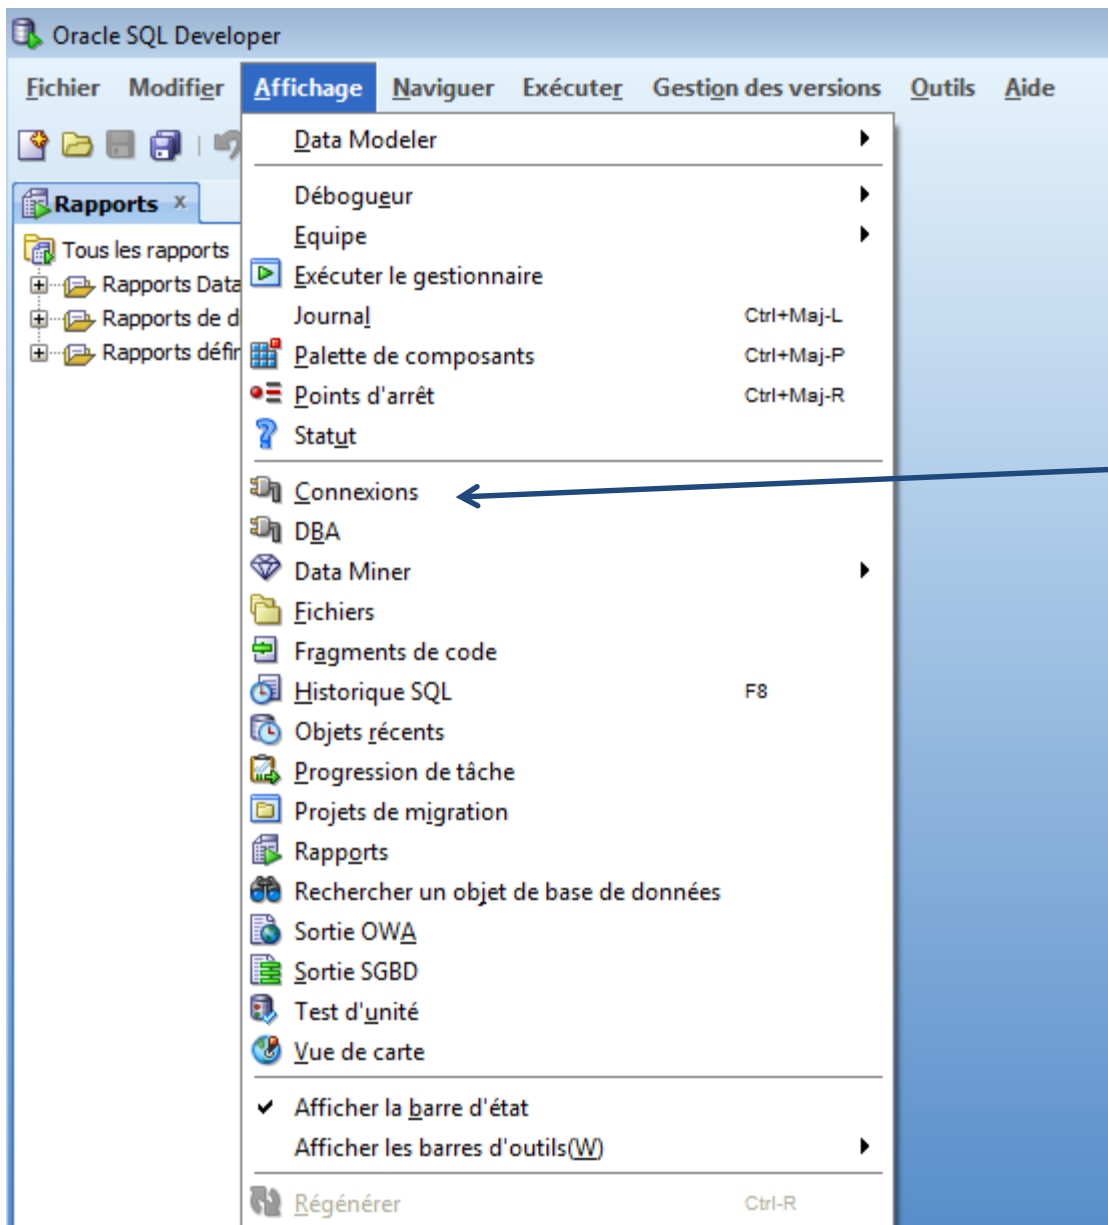 Oracle SQL Developer
Fichier Modifier Affichage Naviguer Exécuter Gestion des versions Outils Aide
Data Modeler
Rapports x
Débogueur
Tous les rapports
Equipe
Rapports Data
Exécuter le gestionnaire
Rapports de d
Journal Ctrl+Maj-L
Rapports défin
Palette de composants Ctrl+Maj-P
Points d'arrêt Ctrl+Maj-R
Statut
Connexions
DBA
Data Miner
Fichiers
Fragments de code
Historique SQL F8
Objets récents
Progression de tâche
Projets de migration
Rapports
Rechercher un objet de base de données
Sortie OWA
Sortie SGBD
Test d'unité
Vue de carte
Afficher la barre d'état
Afficher les barres d'outils(W)
Régénérer Ctrl-R